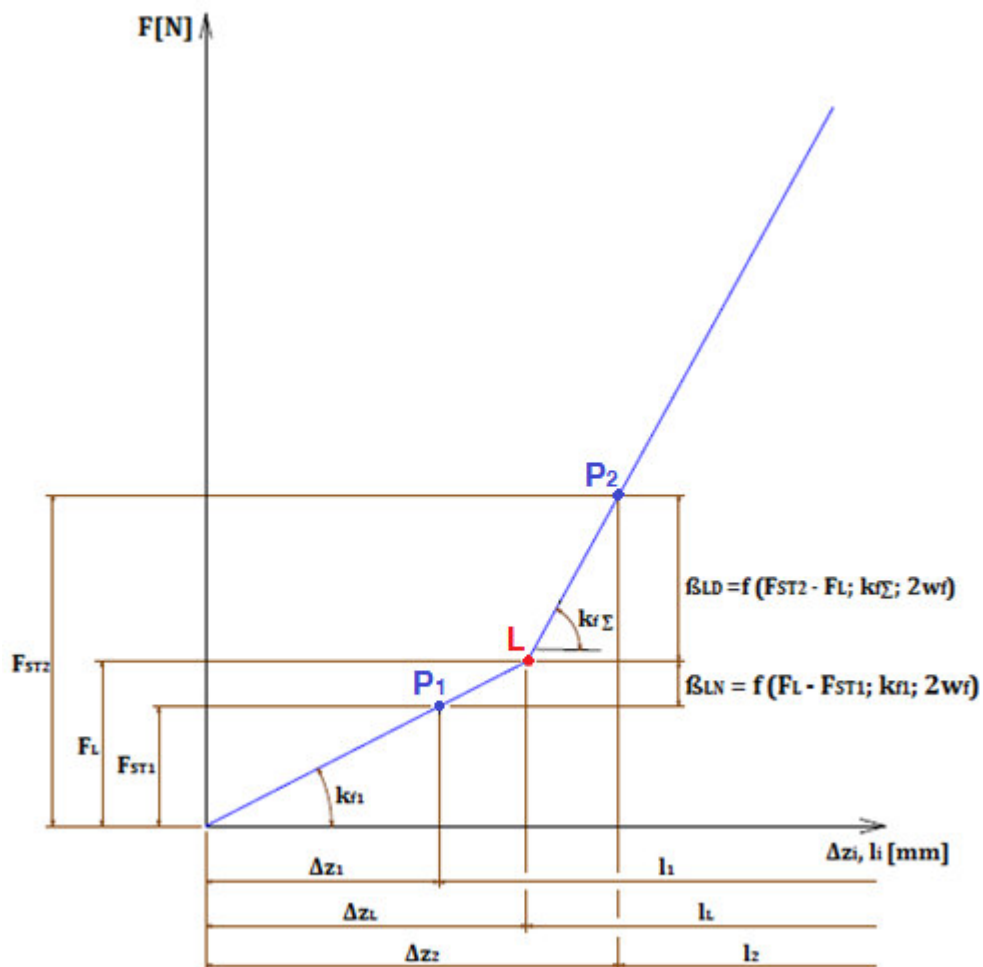 F[N]
P2
ßLD =f (FST2 - FL; kfΣ; 2wf)
kfΣ
L
FST2
P1
ßLN = f (FL - FST1; kf1; 2wf)
FL
FST1
kf1
Δzi, li [mm]
Δz1
l1
ΔzL
lL
Δz2
l2